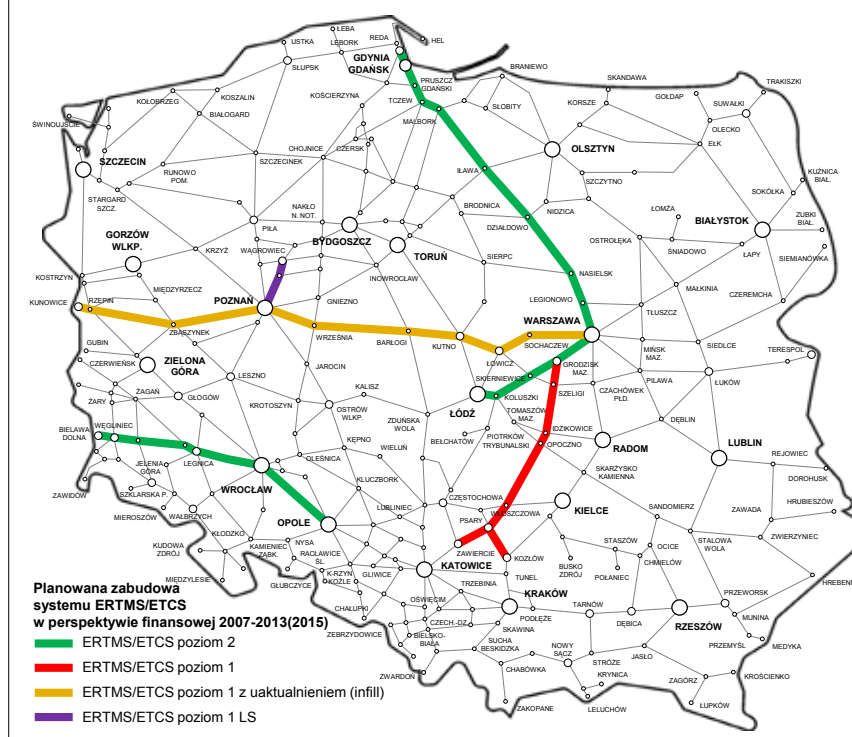 ŁEBA
USTKA
LĘBORK
REDA
HEL
GDYNIA
GDAŃSK
SŁUPSK
PRUSZCZ
GDAŃSKI
BRANIEWO
SKANDAWA
TRAKISZKI
GOŁDAP
SUWAŁKI
KOSZALIN
KOŁOBRZEG
KOŚCIERZYNA
TCZEW
SŁOBITY
KORSZE
OLECKO
BIAŁOGARD
MALBORK
ŚWINOUJŚCIE
CHOJNICE
CZERSK
OLSZTYN
EŁK
SZCZECIN
SZCZECINEK
RUNOWO
POM.
IŁAWA
SZCZYTNO
KUŹNICA
BIAŁ.
SOKÓŁKA
STARGARD
SZCZ.
NAKŁO
N. NOT.
BRODNICA
NIDZICA
ŁOMŻA
BIAŁYSTOK
ZUBKI
BIAŁ.
PIŁA
BYDGOSZCZ
DZIAŁDOWO
OSTROŁĘKA
GORZÓW
WLKP.
KRZYŻ
WĄGROWIEC
TORUŃ
SIERPC
ŚNIADOWO
ŁAPY
SIEMIANÓWKA
INOWROCŁAW
NASIELSK
MAŁKINIA
CZEREMCHA
KOSTRZYN
MIĘDZYRZECZ
GNIEZNO
LEGIONOWO
KUNOWICE
RZEPIN
POZNAŃ
TŁUSZCZ
ZBĄSZYNEK
WRZEŚNIA
BARŁOGI
KUTNO
SOCHACZEW
WARSZAWA
GUBIN
MIŃSK
MAZ.
SIEDLCE
TERESPOL
CZERWIEŃSK
ZIELONA
GÓRA
JAROCIN
ŁOWICZ
GRODZISK
MAZ.
SKIERNIEWICE
LESZNO
KALISZ
SZELIGI
CZACHÓWEK
PŁD.
PILAWA
ŁUKÓW
ŻAGAŃ
ŻARY
GŁOGÓW
KROTOSZYN
OSTRÓW
WLKP.
ZDUŃSKA
WOLA
ŁÓDŹ
KOLUSZKI
TOMASZÓW
MAZ.
DĘBLIN
BIELAWA
DOLNA
WĘGLINIEC
KĘPNO
BEŁCHATÓW
PIOTRKÓW
TRYBUNALSKI
IDZIKOWICE
OPOCZNO
RADOM
LUBLIN
REJOWIEC
DOROHUSK
LEGNICA
OLEŚNICA
WIELUŃ
JELENIA
GÓRA
SZKLARSKA P.
WROCŁAW
KLUCZBORK
SKARŻYSKO
KAMIENNA
ZAWIDÓW
MIEROSZÓW
WAŁBRZYCH
LUBLINIEC
CZĘSTOCHOWA
WŁOSZCZOWA
KIELCE
SANDOMIERZ
ZAWADA
HRUBIESZÓW
KŁODZKO
OPOLE
PSARY
STALOWA
WOLA
ZWIERZYNIEC
KUDOWA
ZDRÓJ
KAMIENIEC
ZĄBK.
NYSA
RACŁAWICE
ŚL.
ZAWIERCIE
KOZŁÓW
STASZÓW
OCICE
CHMIELÓW
K-RZYN
KOŹLE
GLIWICE
KATOWICE
BUSKO
ZDRÓJ
POŁANIEC
HREBENNE
MIĘDZYLESIE
GŁUBCZYCE
TRZEBINIA
TUNEL
OŚWIĘCIM
KRAKÓW
PODŁĘŻE
TARNÓW
DĘBICA
RZESZÓW
PRZEWORSK
MUNINA
CHAŁUPKI
CZECH.-DZ.
SKAWINA
PRZEMYŚL
MEDYKA
ZEBRZYDOWICE
BIELSKO-
BIAŁA
SUCHA
BESKIDZKA
NOWY
SĄCZ
STRÓŻE
JASŁO
CHABÓWKA
KRYNICA
ZAGÓRZ
KROŚCIENKO
ZWARDOŃ
ZAKOPANE
LELUCHÓW
ŁUPKÓW
Planowana zabudowa
systemu ERTMS/ETCS
w perspektywie finansowej 2007-2013(2015)
ERTMS/ETCS poziom 2
ERTMS/ETCS poziom 1
ERTMS/ETCS poziom 1 z uaktualnieniem (infill)
ERTMS/ETCS poziom 1 LS